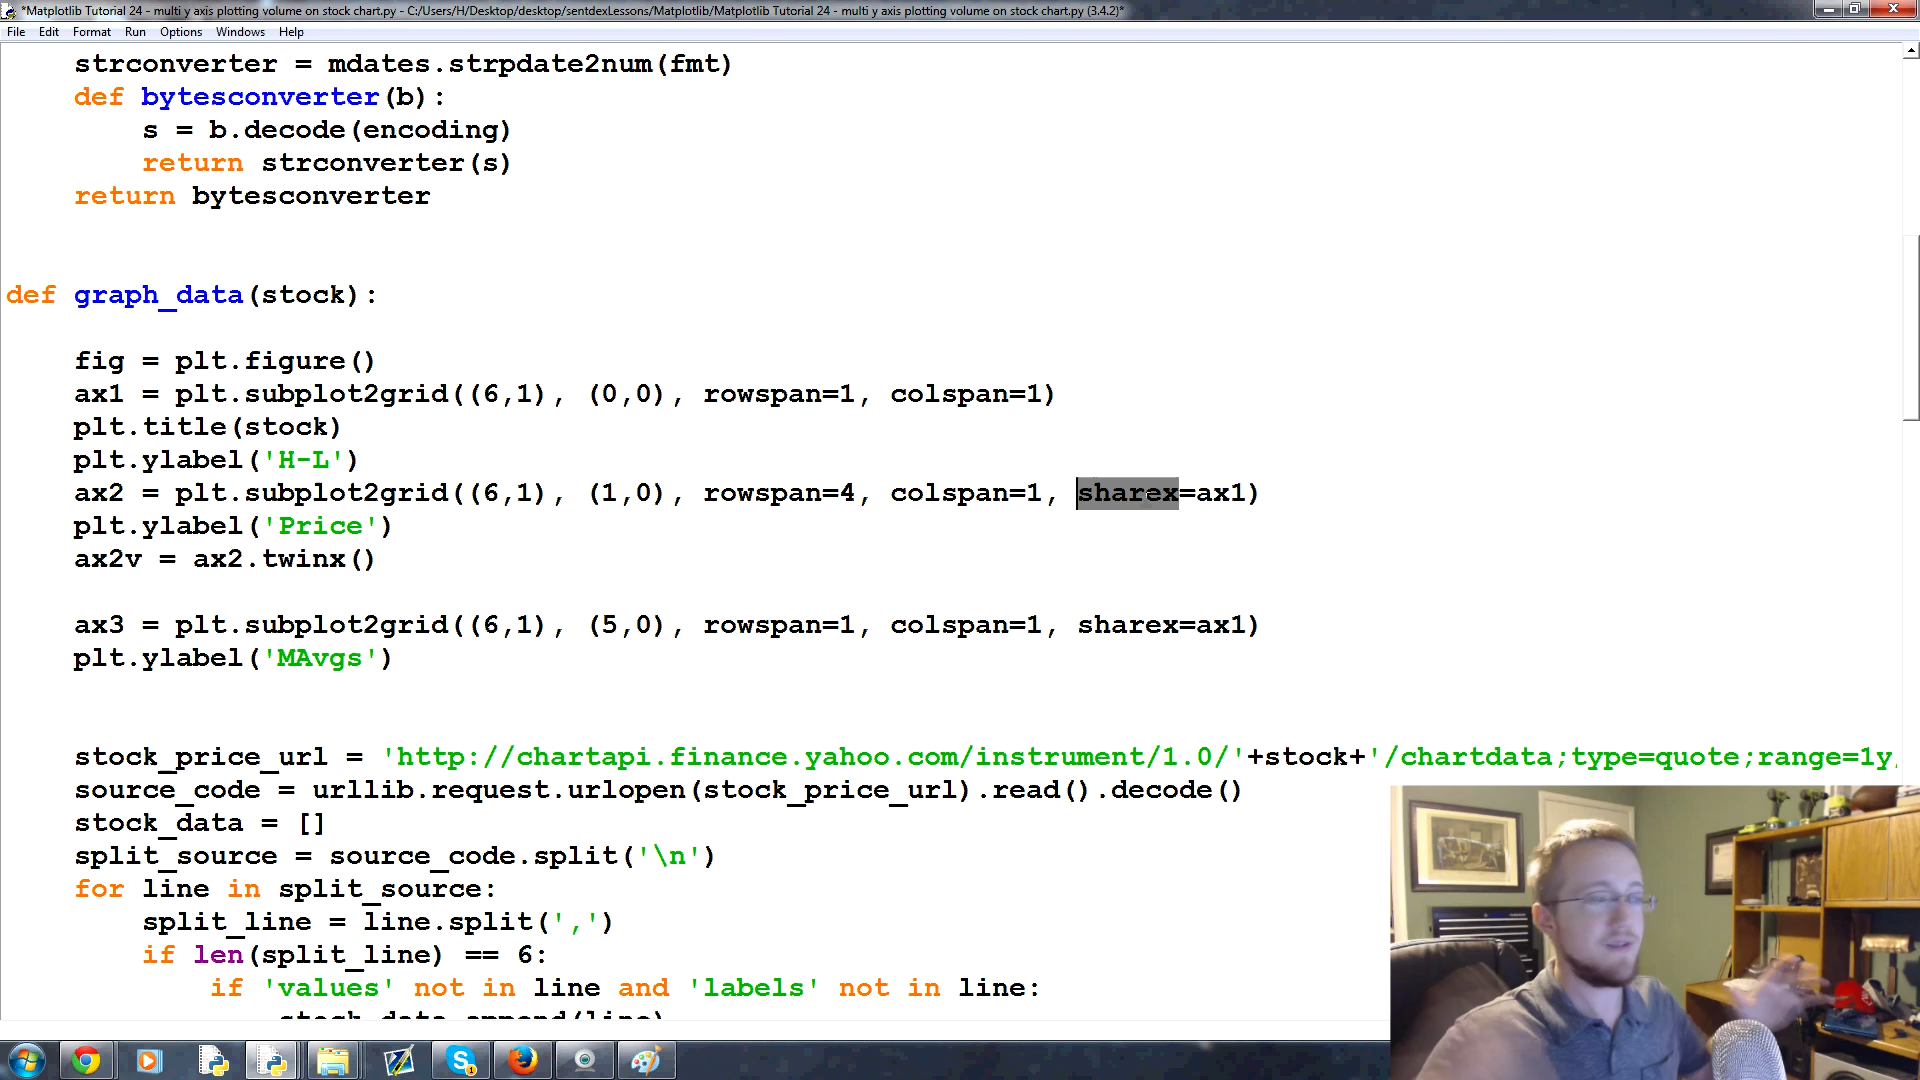 *Matplotlib Tutorial 24 - multi y axis plotting volume on stock chart.py - C:/Users/H/Desktop/desktop/sentdexLessons/Matplotlib/Matplotlib Tutorial 24 - multi y axis plotting volume on stock chart.py (3.4.2)*
File Edit Format Run Options Windows Help
strconverter = mdates.strpdate2num(fmt)
def bytesconverter(b):
s = b.decode(encoding)
return strconverter(s)
return bytesconverter
def graph_data(stock):
fig = plt.figure()
ax1 = plt.subplot2grid((6,1), (0,0), rowspan=1, colspan=1)
plt.title(stock)
plt.ylabel('H-L')
ax2 = plt.subplot2grid((6,1), (1,0), rowspan=4, colspan=1, sharex=ax1)
plt.ylabel('Price')
ax2v = ax2.twinx()
ax3 = plt.subplot2grid((6,1), (5,0), rowspan=1, colspan=1, sharex=ax1)
plt.ylabel('MAvgs')
stock_price_url = 'http://chartapi.finance.yahoo.com/instrument/1.0/'+stock+'/chartdata;type=quote;range=1y,
source_code = urllib.request.urlopen(stock_price_url).read().decode()
stock_data = []
split_source = source_code.split('\n')
for line in split_source:
split_line = line.split(',')
if len(split_line) == 6:
if 'values' not in line and 'labels' not in line:
stock_data.append(line)